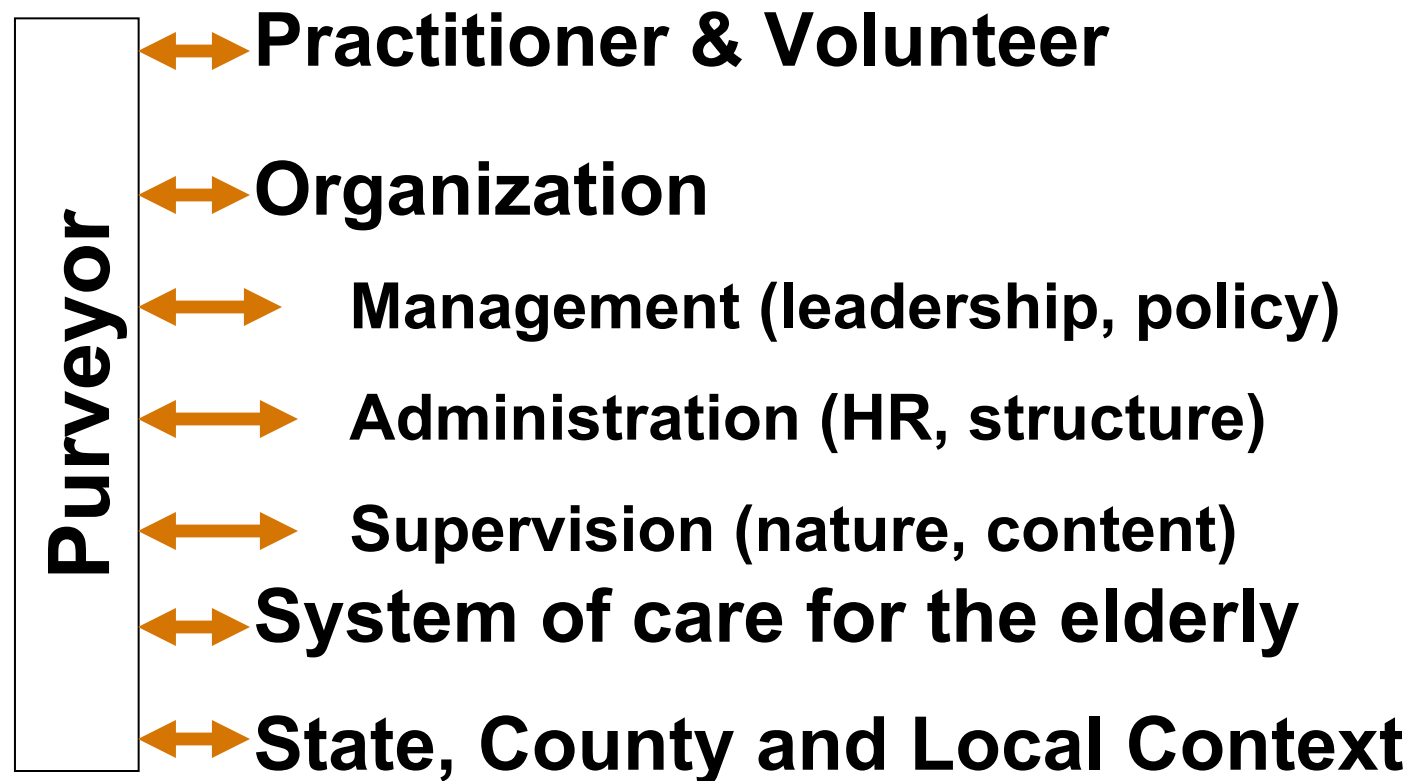 Purveyor
Practitioner & Volunteer
Organization
Management (leadership, policy)
Administration (HR, structure)
Supervision (nature, content)
System of care for the elderly
State, County and Local Context